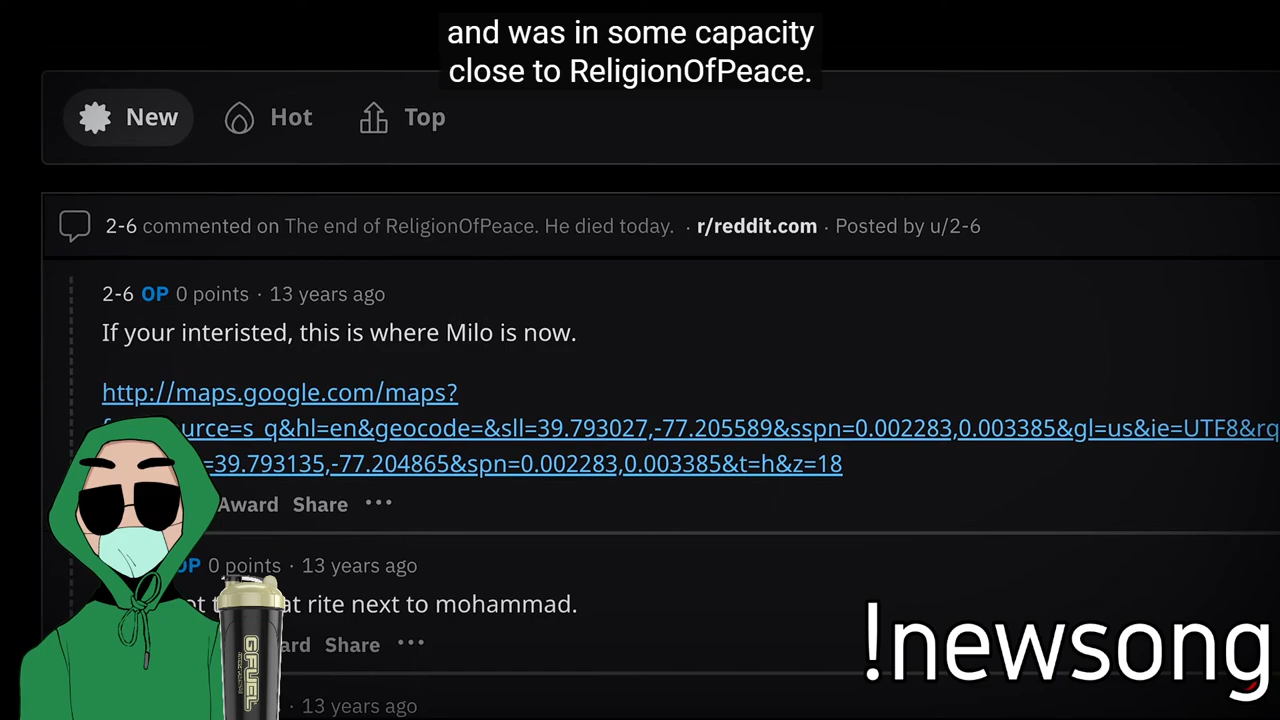 and was in some capacity
close to ReligionOfPeace.
New Hot Top
2-6 commented on The end of ReligionOfPeace. He died today. · r/reddit.com · Posted by u/2-6
2-6 OP 0 points · 13 years ago
If your interisted, this is where Milo is now.
http://maps.google.com/maps?
urce=s_q&hl=en&geocode=&sll=39.793027,-77.205589&sspn=0.002283,0.003385&gl=us&ie=UTF8&rq
=39.793135,-77.204865&spn=0.002283,0.003385&t=h&z=18
Award Share ···
OP 0 points · 13 years ago
at rite next to mohammad.
ard Share ···
13 years ago
GFUEL
!newsong